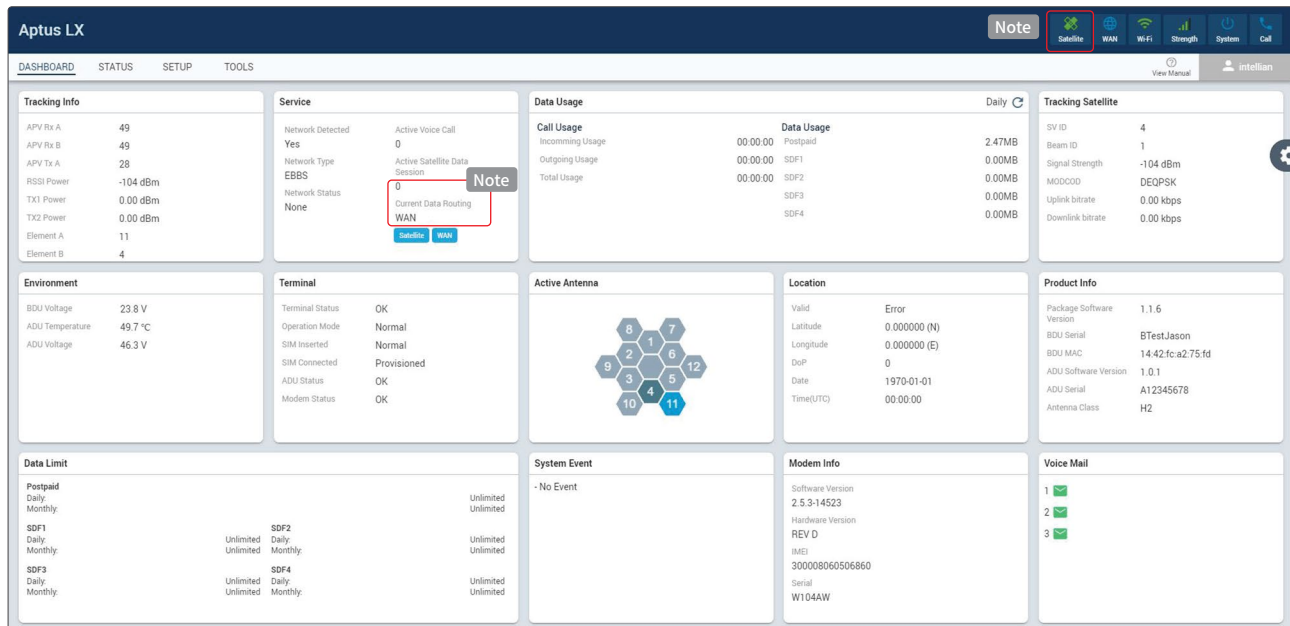 Aptus LX
Note
Satellite WAN Wi-Fi Strength System Call
DASHBOARD STATUS SETUP TOOLS
View Manual
intellian
Tracking Info
APV Rx A 49
APV Rx B 49
APV Tx A 28
RSSI Power -104 dBm
TX1 Power 0.00 dBm
TX2 Power 0.00 dBm
Element A 11
Element B 4
Service
Network Detected
Yes
Network Type
EBBS
Network Status
None
Active Voice Call
0
Active Satellite Data
Session
0
Note
Current Data Routing
WAN
Satellite WAN
Data Usage Daily
Call Usage
Incomming Usage 00:00:00
Outgoing Usage 00:00:00
Total Usage 00:00:00
Data Usage
Postpaid 2.47MB
SDF1 0.00MB
SDF2 0.00MB
SDF3 0.00MB
SDF4 0.00MB
Tracking Satellite
SV ID 4
Beam ID 1
Signal Strength -104 dBm
MODCOD DEQPSK
Uplink bitrate 0.00 kbps
Downlink bitrate 0.00 kbps
Environment
BDU Voltage 23.8 V
ADU Temperature 49.7 °C
ADU Voltage 46.3 V
Terminal
Terminal Status OK
Operation Mode Normal
SIM Inserted Normal
SIM Connected Provisioned
ADU Status OK
Modem Status OK
Active Antenna
8 7
1
2 6
9 12
3 5
4
10 11
Location
Valid Error
Latitude 0.000000 (N)
Longitude 0.000000 (E)
DoP 0
Date 1970-01-01
Time(UTC) 00:00:00
Product Info
Package Software
Version 1.1.6
BDU Serial BTestJason
BDU MAC 14:42:fc:a2:75:fd
ADU Software Version 1.0.1
ADU Serial A12345678
Antenna Class H2
Data Limit
Postpaid
Daily: Unlimited
Monthly: Unlimited
SDF1 SDF2
Daily: Unlimited Daily: Unlimited
Monthly: Unlimited Monthly: Unlimited
SDF3 SDF4
Daily: Unlimited Daily: Unlimited
Monthly: Unlimited Monthly: Unlimited
System Event
- No Event
Modem Info
Software Version
2.5.3-14523
Hardware Version
REV D
IMEI
300008060506860
Serial
W104AW
Voice Mail
1
2
3